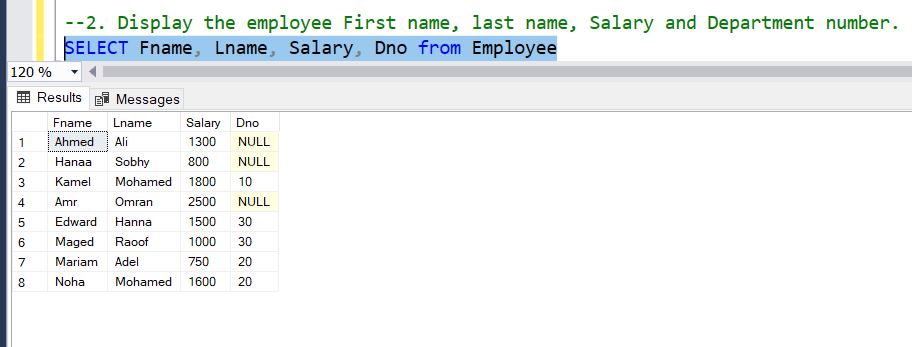 --2. Display the employee First name, last name, Salary and Department number.
SELECT Fname, Lname, Salary, Dno from Employee
120 %
Results Messages
Fname Lname Salary Dno
1 Ahmed Ali 1300 NULL
2 Hanaa Sobhy 800 NULL
3 Kamel Mohamed 1800 10
4 Amr Omran 2500 NULL
5 Edward Hanna 1500 30
6 Maged Raoof 1000 30
7 Mariam Adel 750 20
8 Noha Mohamed 1600 20